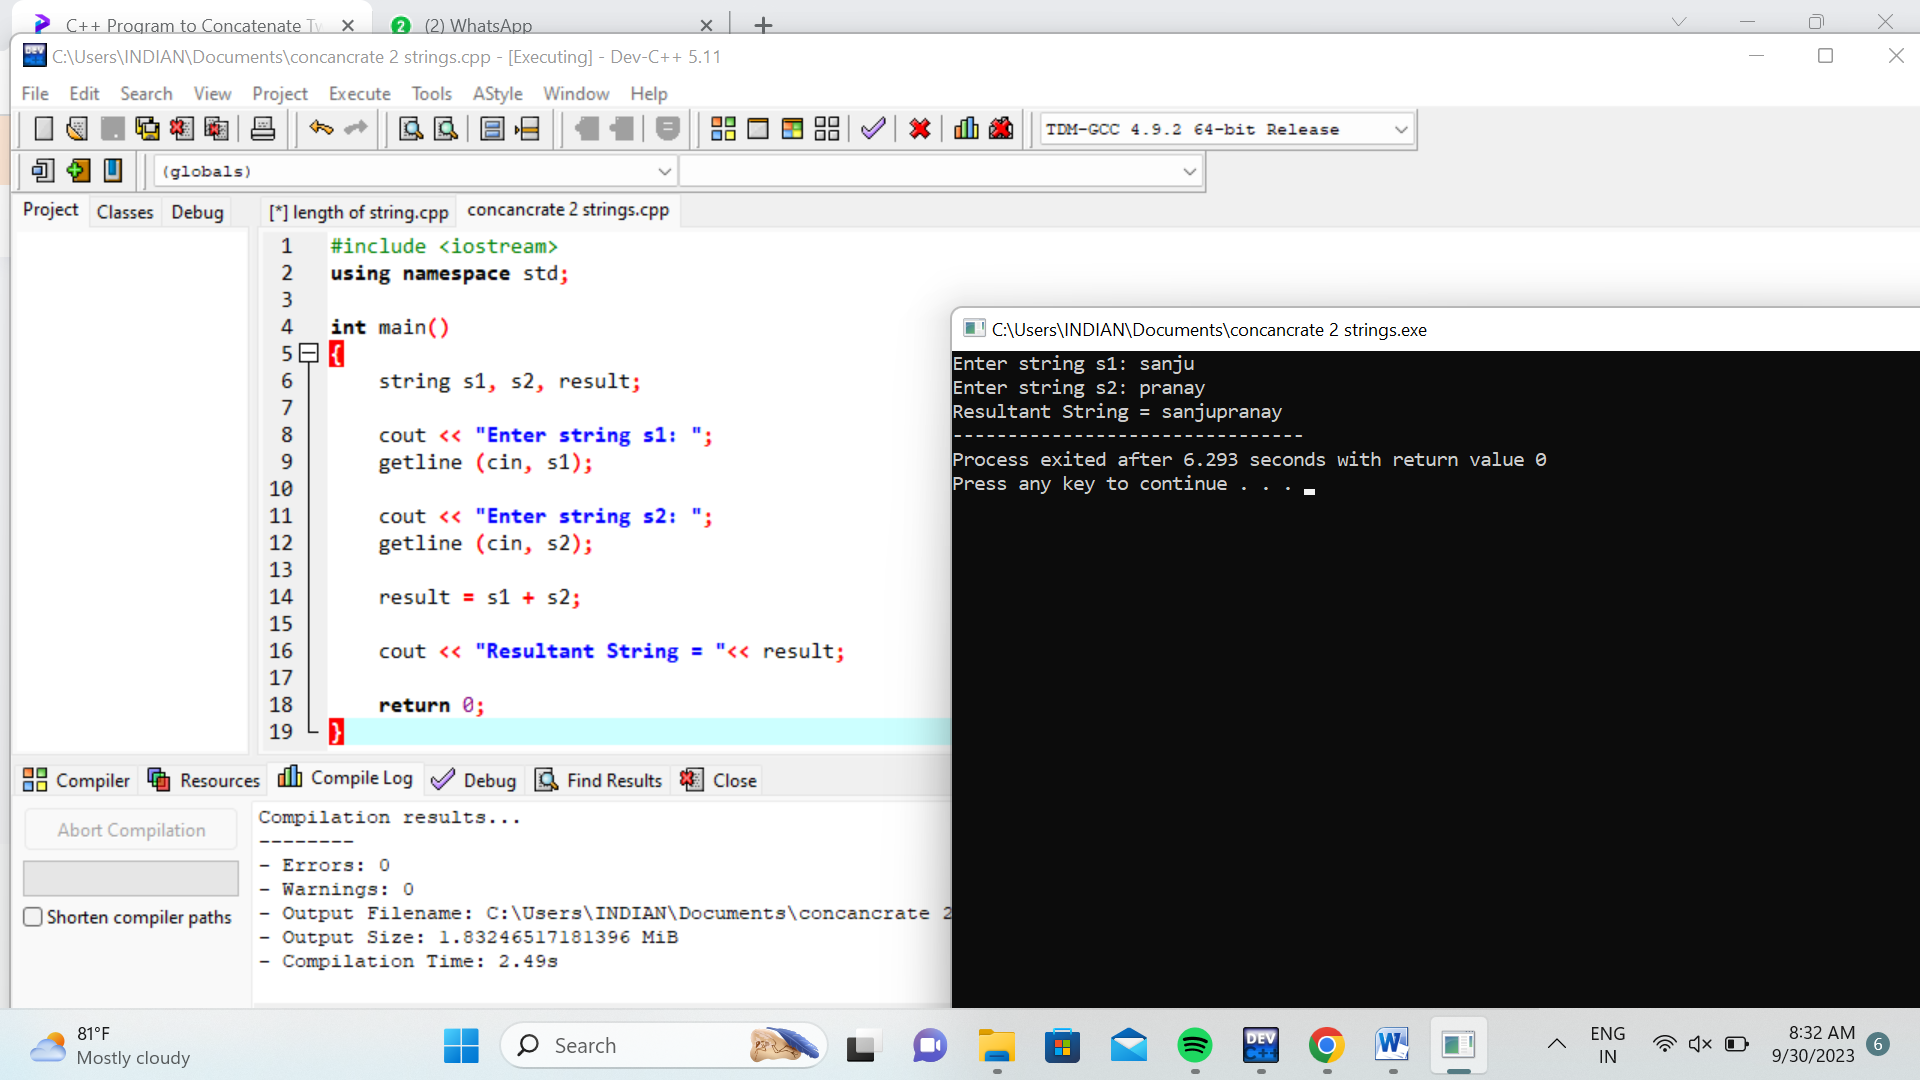 C++ Program to Concatenate Tw
2 (2) WhatsApp
C:\Users\INDIAN\Documents\concancrate 2 strings.cpp - [Executing] - Dev-C++ 5.11
File Edit Search View Project Execute Tools AStyle Window Help
TDM-GCC 4.9.2 64-bit Release
(globals)
Project Classes Debug
[*] length of string.cpp concancrate 2 strings.cpp
1 #include <iostream>
2 using namespace std;
3
4 int main()
5 {
6 string s1, s2, result;
7
8 cout << "Enter string s1: ";
9 getline (cin, s1);
10
11 cout << "Enter string s2: ";
12 getline (cin, s2);
13
14 result = s1 + s2;
15
16 cout << "Resultant String = "<< result;
17
18 return 0;
19 }
C:\Users\INDIAN\Documents\concancrate 2 strings.exe
Enter string s1: sanju
Enter string s2: pranay
Resultant String = sanjupranay
--------------------------------
Process exited after 6.293 seconds with return value 0
Press any key to continue . . .
Compiler Resources Compile Log Debug Find Results Close
Abort Compilation
Shorten compiler paths
Compilation results...
--------
- Errors: 0
- Warnings: 0
- Output Filename: C:\Users\INDIAN\Documents\concancrate 2
- Output Size: 1.83246517181396 MiB
- Compilation Time: 2.49s
81°F
Mostly cloudy
Search
DEV C++
W
ENG
IN
8:32 AM
9/30/2023
6